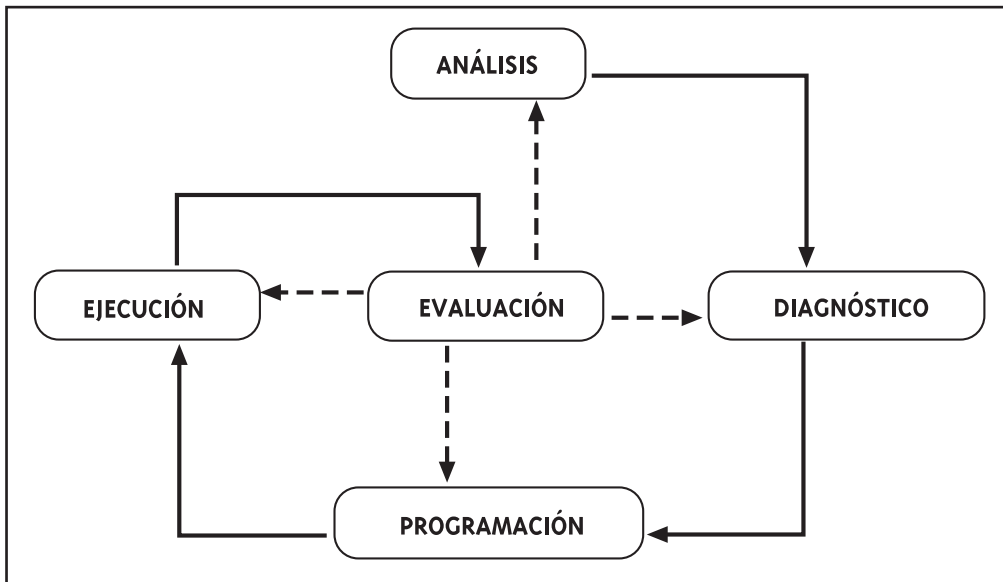 ANÁLISIS
EJECUCIÓN
EVALUACIÓN
DIAGNÓSTICO
PROGRAMACIÓN